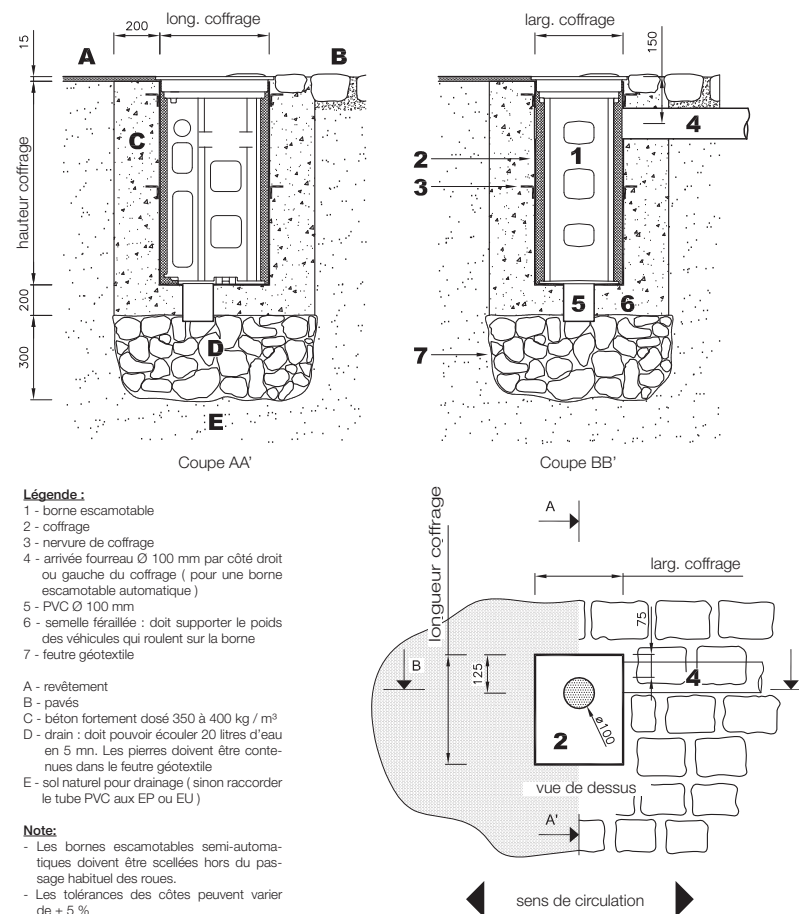 long. coffrage
200
15
A
B
C
hauteur coffrage
200
300
D
E
Coupe AA'
larg. coffrage
150
4
1
2
3
5
6
7
Coupe BB'
Légende :
1 - borne escamotable
2 - coffrage
3 - nervure de coffrage
4 - arrivée fourreau Ø 100 mm par côté droit
ou gauche du coffrage ( pour une borne
escamotable automatique )
5 - PVC Ø 100 mm
6 - semelle féraillée : doit supporter le poids
des véhicules qui roulent sur la borne
7 - feutre géotextile
A - revêtement
B - pavés
C - béton fortement dosé 350 à 400 kg / m³
D - drain : doit pouvoir écouler 20 litres d'eau
en 5 mn. Les pierres doivent être conte-
nues dans le feutre géotextile
E - sol naturel pour drainage ( sinon raccorder
le tube PVC aux EP ou EU )
Note:
- Les bornes escamotables semi-automa-
tiques doivent être scellées hors du pas-
sage habituel des roues.
- Les tolérances des côtes peuvent varier
de ± 5 %
longueur coffrage
A
larg. coffrage
75
B
125
4
2
ø100
vue de dessus
A'
sens de circulation